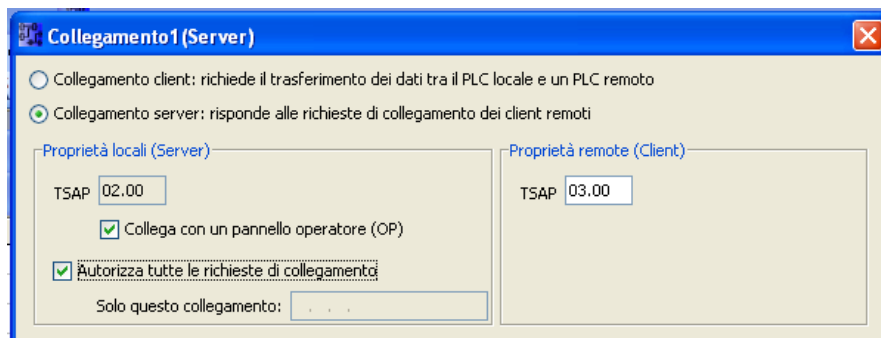 Collegamento1(Server)
Collegamento client: richiede il trasferimento dei dati tra il PLC locale e un PLC remoto
Collegamento server: risponde alle richieste di collegamento dei client remoti
Proprietà locali (Server)
TSAP 02.00
Collega con un pannello operatore (OP)
Autorizza tutte le richieste di collegamento
Solo questo collegamento: . . .
Proprietà remote (Client)
TSAP 03.00